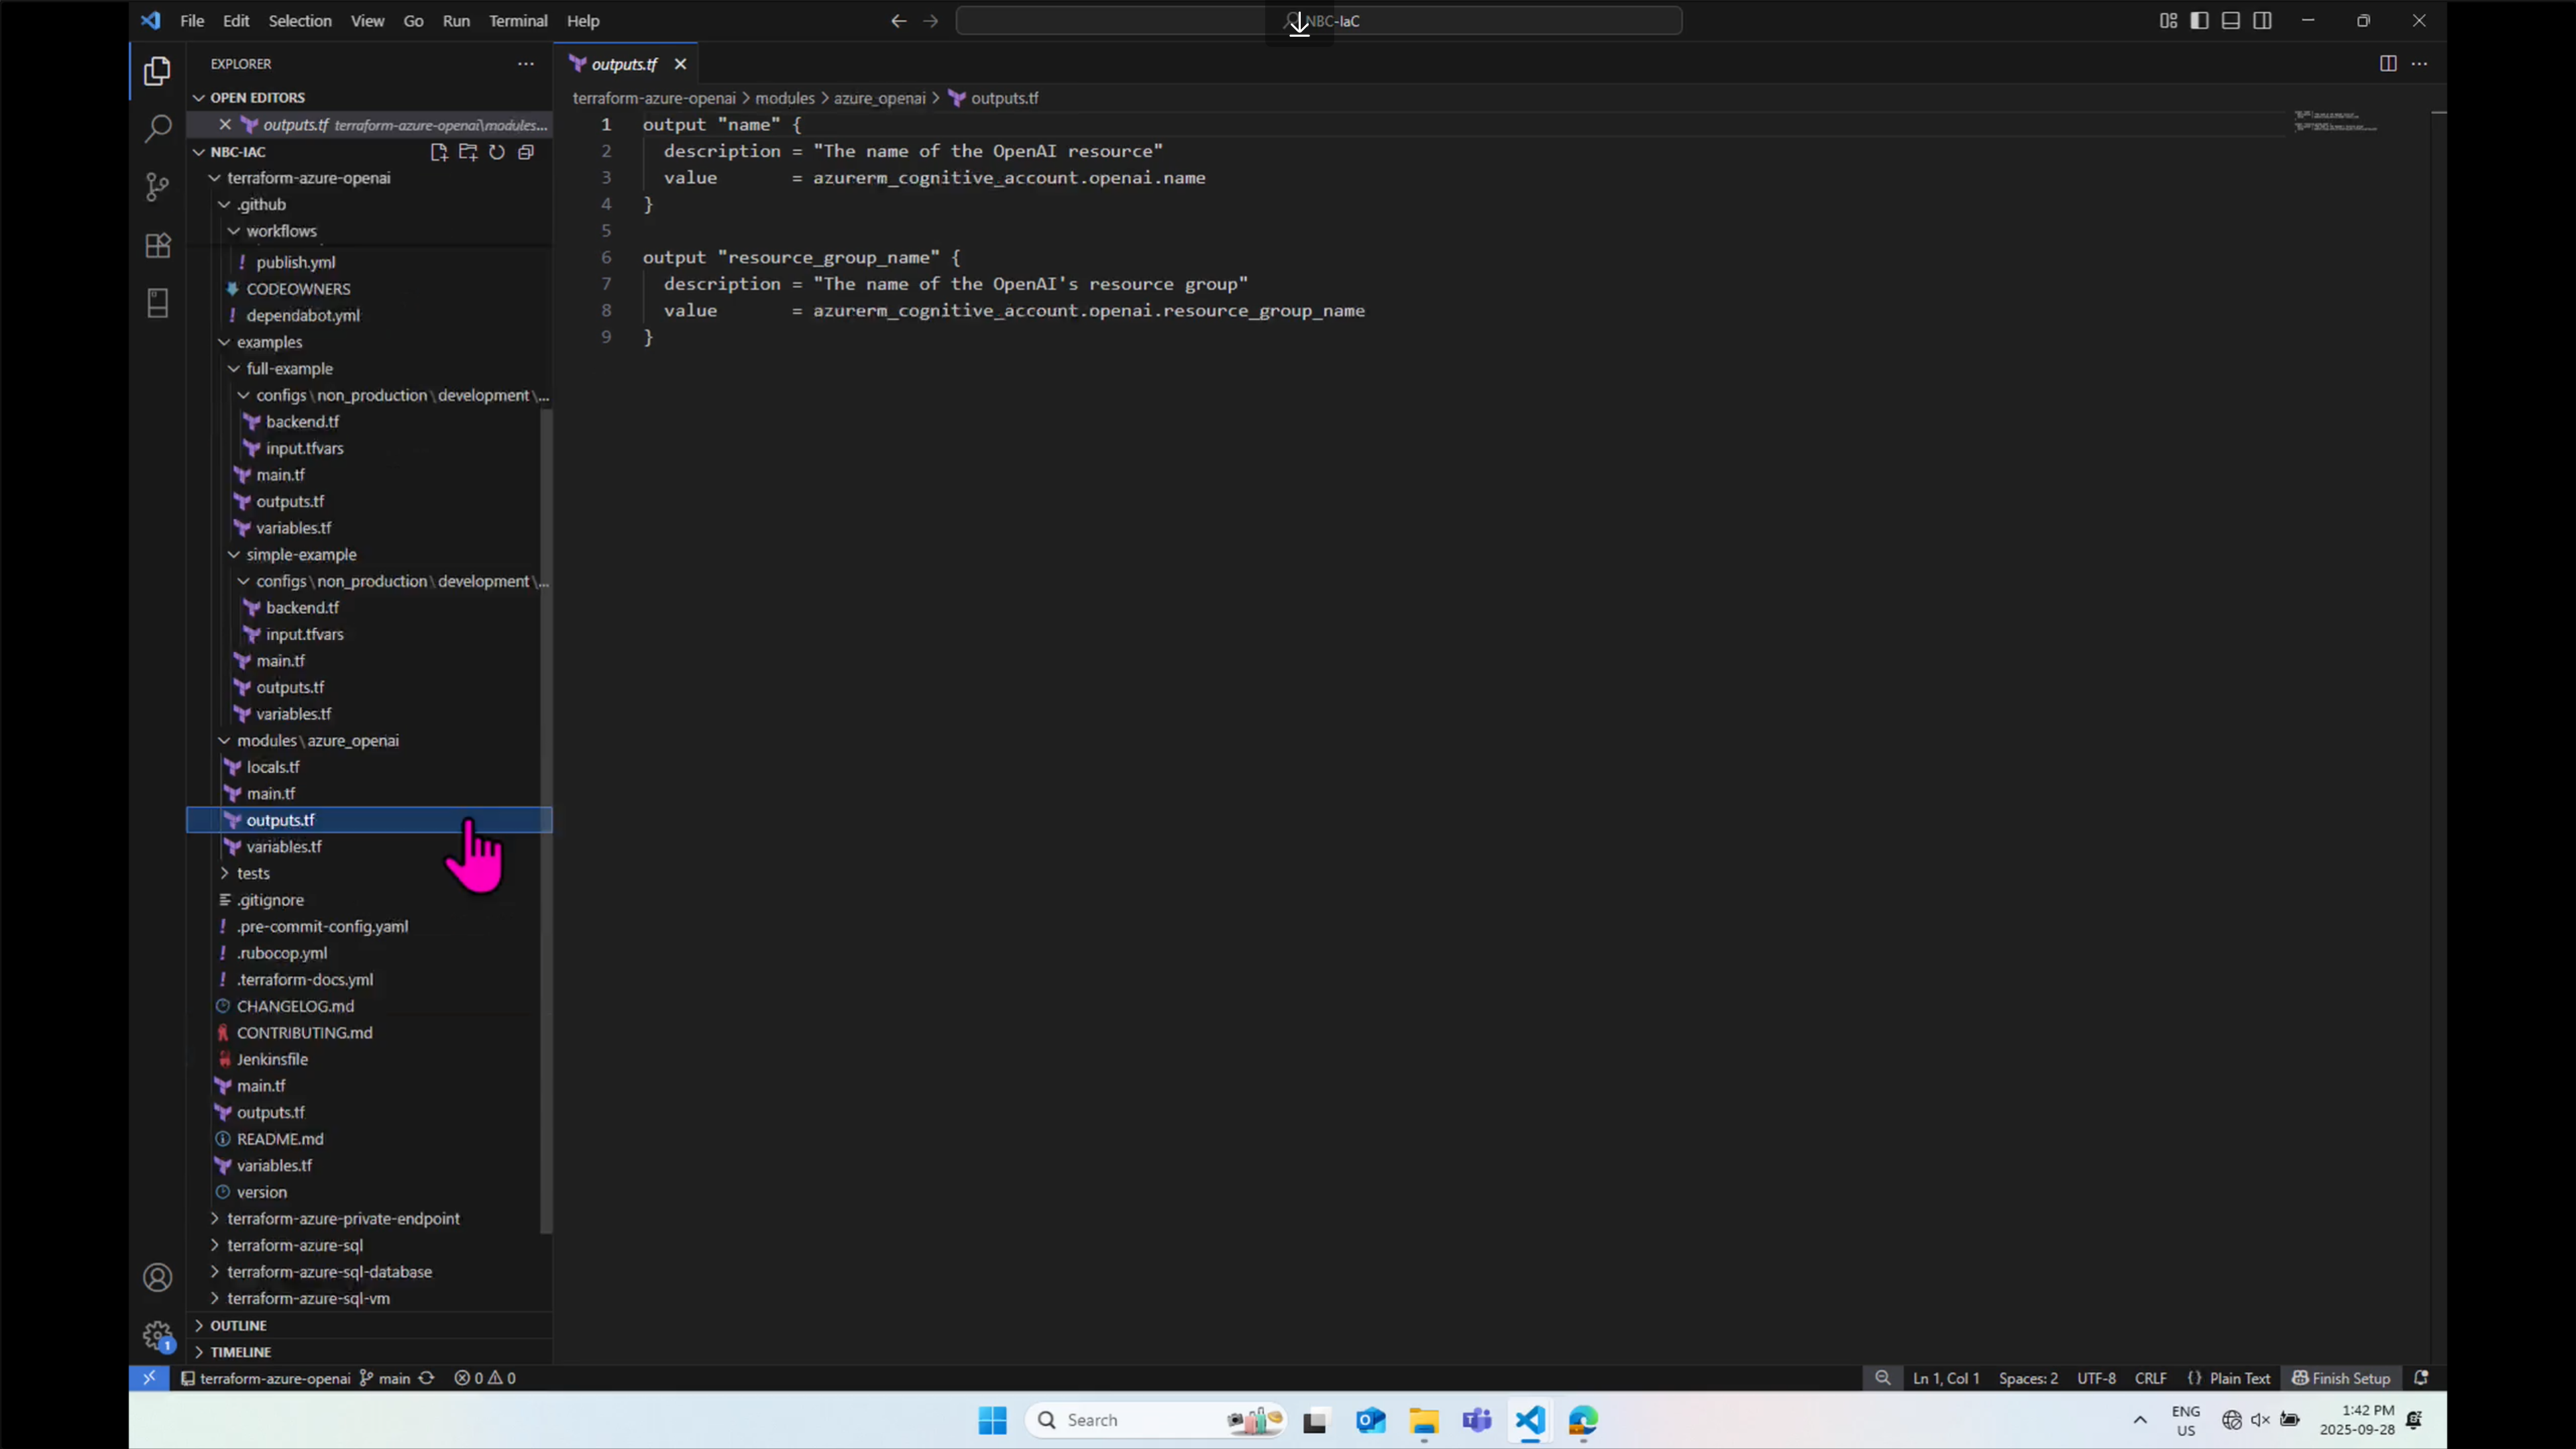 File Edit Selection View Go Run Terminal Help
NBC-IaC
EXPLORER
OPEN EDITORS
outputs.tf terraform-azure-openai\modules...
NBC-IAC
terraform-azure-openai
.github
workflows
publish.yml
CODEOWNERS
dependabot.yml
examples
full-example
configs\non_production\development\...
backend.tf
input.tfvars
main.tf
outputs.tf
variables.tf
simple-example
configs\non_production\development\...
backend.tf
input.tfvars
main.tf
outputs.tf
variables.tf
modules\azure_openai
locals.tf
main.tf
outputs.tf
variables.tf
tests
.gitignore
.pre-commit-config.yaml
.rubocop.yml
.terraform-docs.yml
CHANGELOG.md
CONTRIBUTING.md
Jenkinsfile
main.tf
outputs.tf
README.md
variables.tf
version
terraform-azure-private-endpoint
terraform-azure-sql
terraform-azure-sql-database
terraform-azure-sql-vm
OUTLINE
TIMELINE
outputs.tf
terraform-azure-openai > modules > azure_openai > outputs.tf
1 output "name" {
2 description = "The name of the OpenAI resource"
3 value = azurerm_cognitive_account.openai.name
4 }
5
6 output "resource_group_name" {
7 description = "The name of the OpenAI's resource group"
8 value = azurerm_cognitive_account.openai.resource_group_name
9 }
1
terraform-azure-openai main 0 0
Ln 1, Col 1 Spaces: 2 UTF-8 CRLF {} Plain Text Finish Setup
Search
ENG
US
1:42 PM
2025-09-28